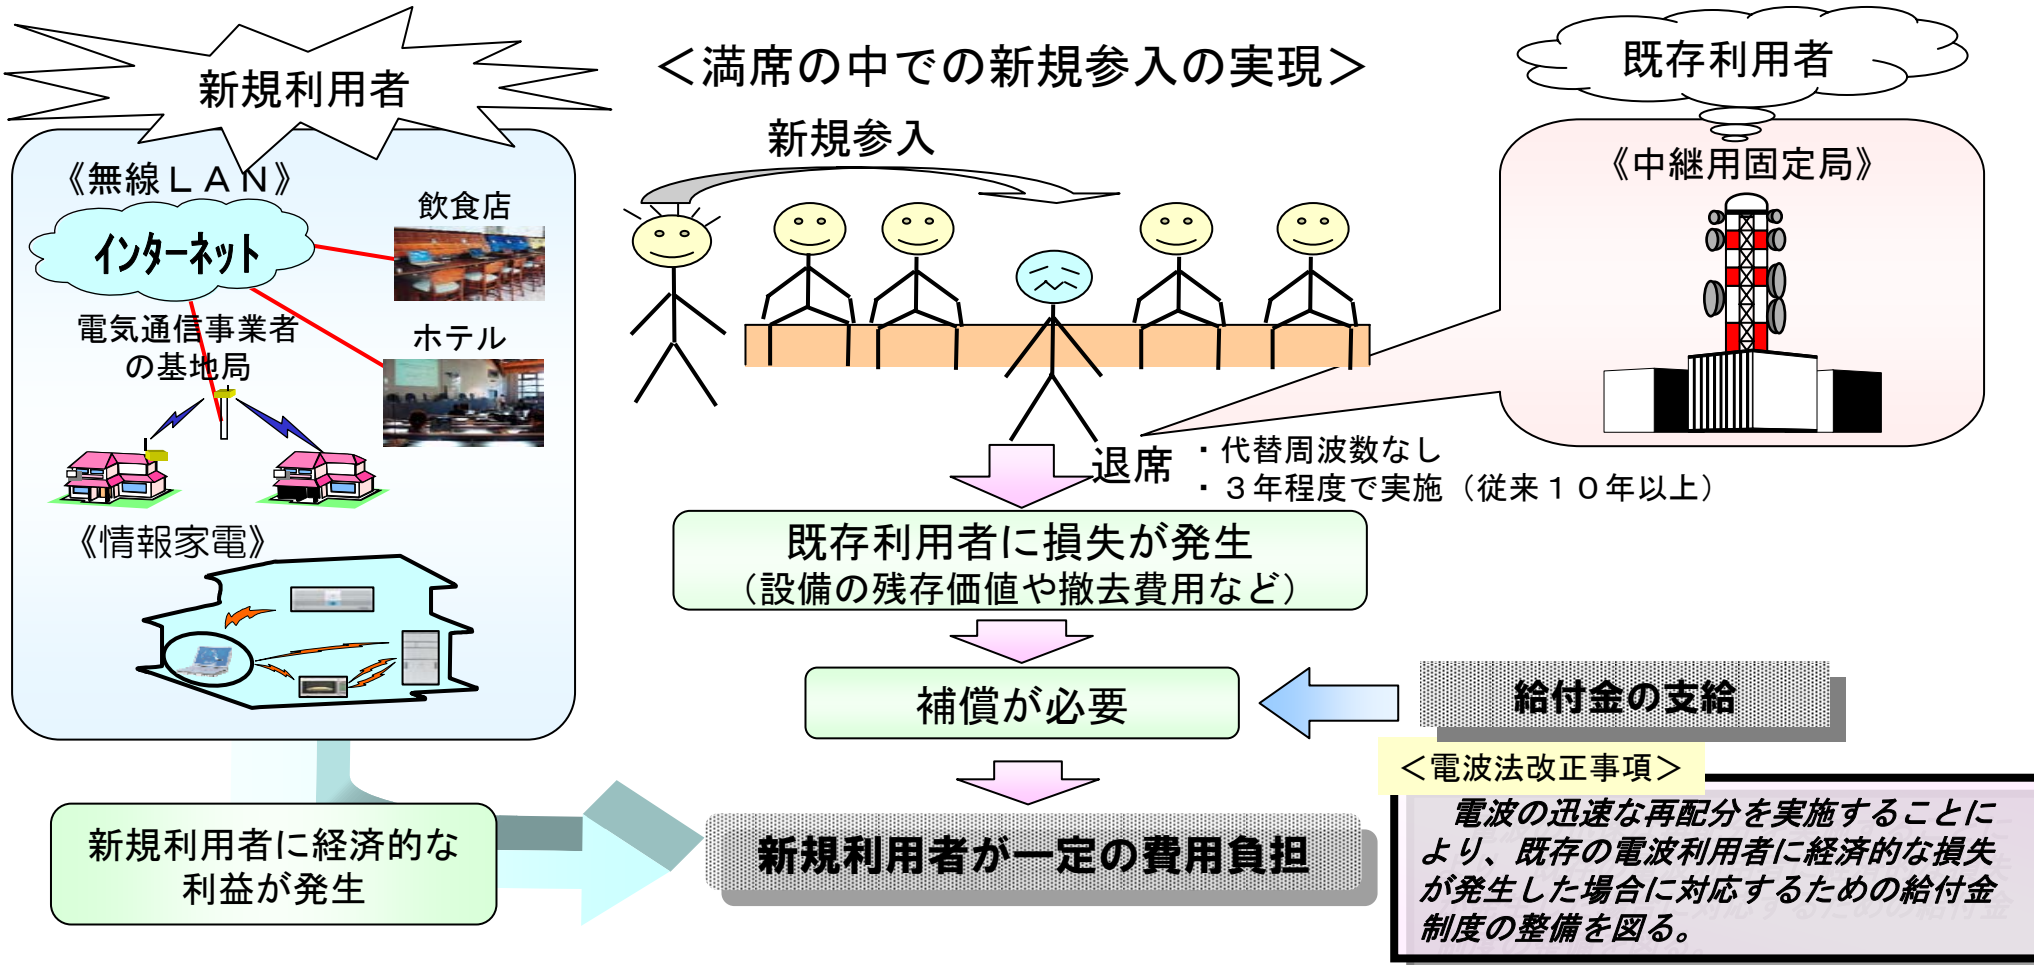 新規利用者
＜満席の中での新規参入の実現＞
既存利用者
新規参入
《無線ＬＡＮ》
飲食店
インターネット
電気通信事業者
の基地局
ホテル
《情報家電》
《中継用固定局》
退席
・代替周波数なし
・３年程度で実施（従来１０年以上）
既存利用者に損失が発生
（設備の残存価値や撤去費用など）
補償が必要
給付金の支給
＜電波法改正事項＞
電波の迅速な再配分を実施することに
より、既存の電波利用者に経済的な損失
が発生した場合に対応するための給付金
制度の整備を図る。
新規利用者に経済的な
利益が発生
新規利用者が一定の費用負担